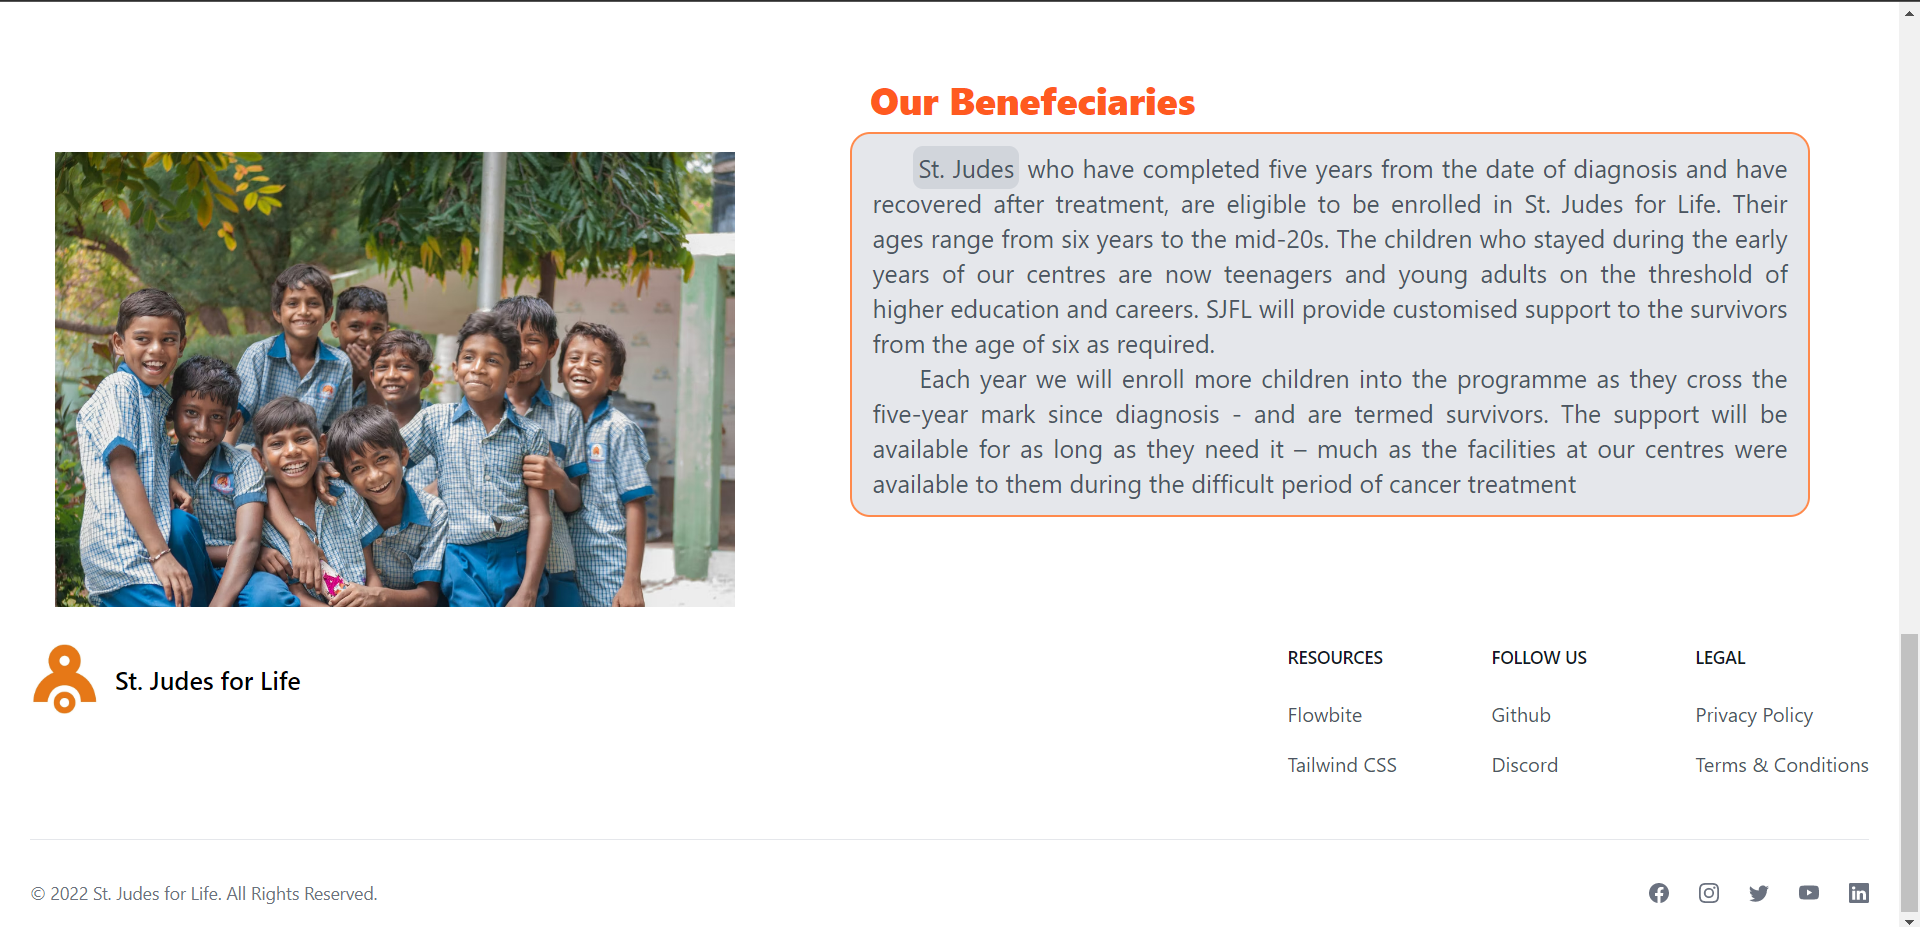 Our Benefeciaries
St. Judes who have completed five years from the date of diagnosis and have
recovered after treatment, are eligible to be enrolled in St. Judes for Life. Their
ages range from six years to the mid-20s. The children who stayed during the early
years of our centres are now teenagers and young adults on the threshold of
higher education and careers. SJFL will provide customised support to the survivors
from the age of six as required.
Each year we will enroll more children into the programme as they cross the
five-year mark since diagnosis - and are termed survivors. The support will be
available for as long as they need it – much as the facilities at our centres were
available to them during the difficult period of cancer treatment
St. Judes for Life
RESOURCES
Flowbite
Tailwind CSS
FOLLOW US
Github
Discord
LEGAL
Privacy Policy
Terms & Conditions
© 2022 St. Judes for Life. All Rights Reserved.